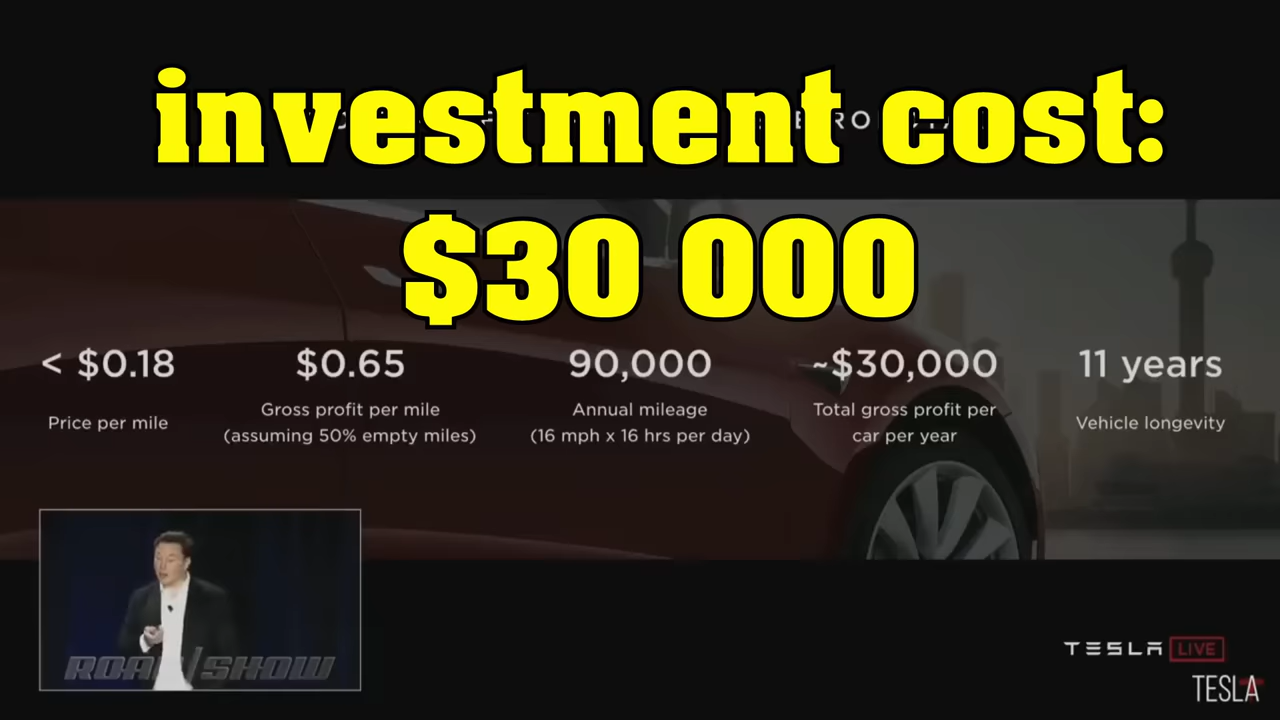 investment cost:
$30 000
< $0.18
Price per mile
$0.65
Gross profit per mile
(assuming 50% empty miles)
90,000
Annual mileage
(16 mph x 16 hrs per day)
~$30,000
Total gross profit per
car per year
11 years
Vehicle longevity
ROAD/SHOW
TESLA LIVE
TESLA